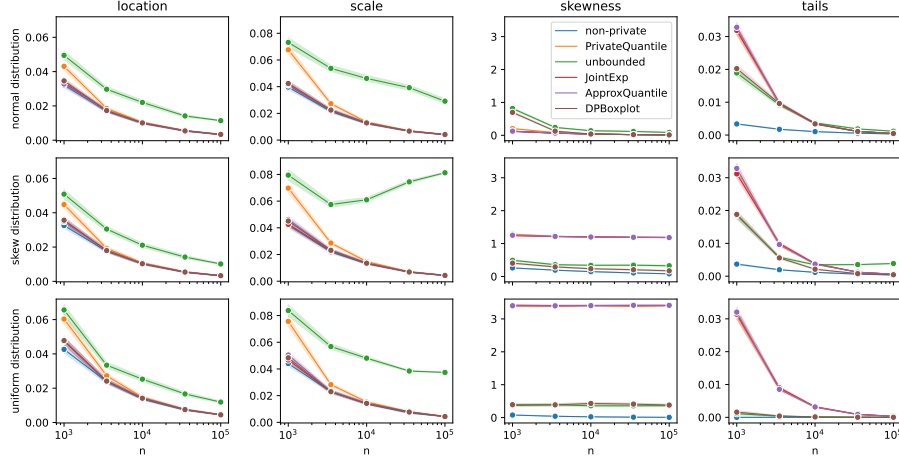 location
scale
skewness
tails
normal distribution
0.06
0.04
0.02
0.00
0.08
0.06
0.04
0.02
0.00
3
2
1
0
non-private
PrivateQuantile
unbounded
JointExp
ApproxQuantile
DPBoxplot
0.03
0.02
0.01
0.00
skew distribution
0.06
0.04
0.02
0.00
0.08
0.06
0.04
0.02
0.00
3
2
1
0
0.03
0.02
0.01
0.00
uniform distribution
0.06
0.04
0.02
0.00
0.08
0.06
0.04
0.02
0.00
3
2
1
0
0.03
0.02
0.01
0.00
10³ 10⁴ 10⁵
10³ 10⁴ 10⁵
10³ 10⁴ 10⁵
10³ 10⁴ 10⁵
n
n
n
n